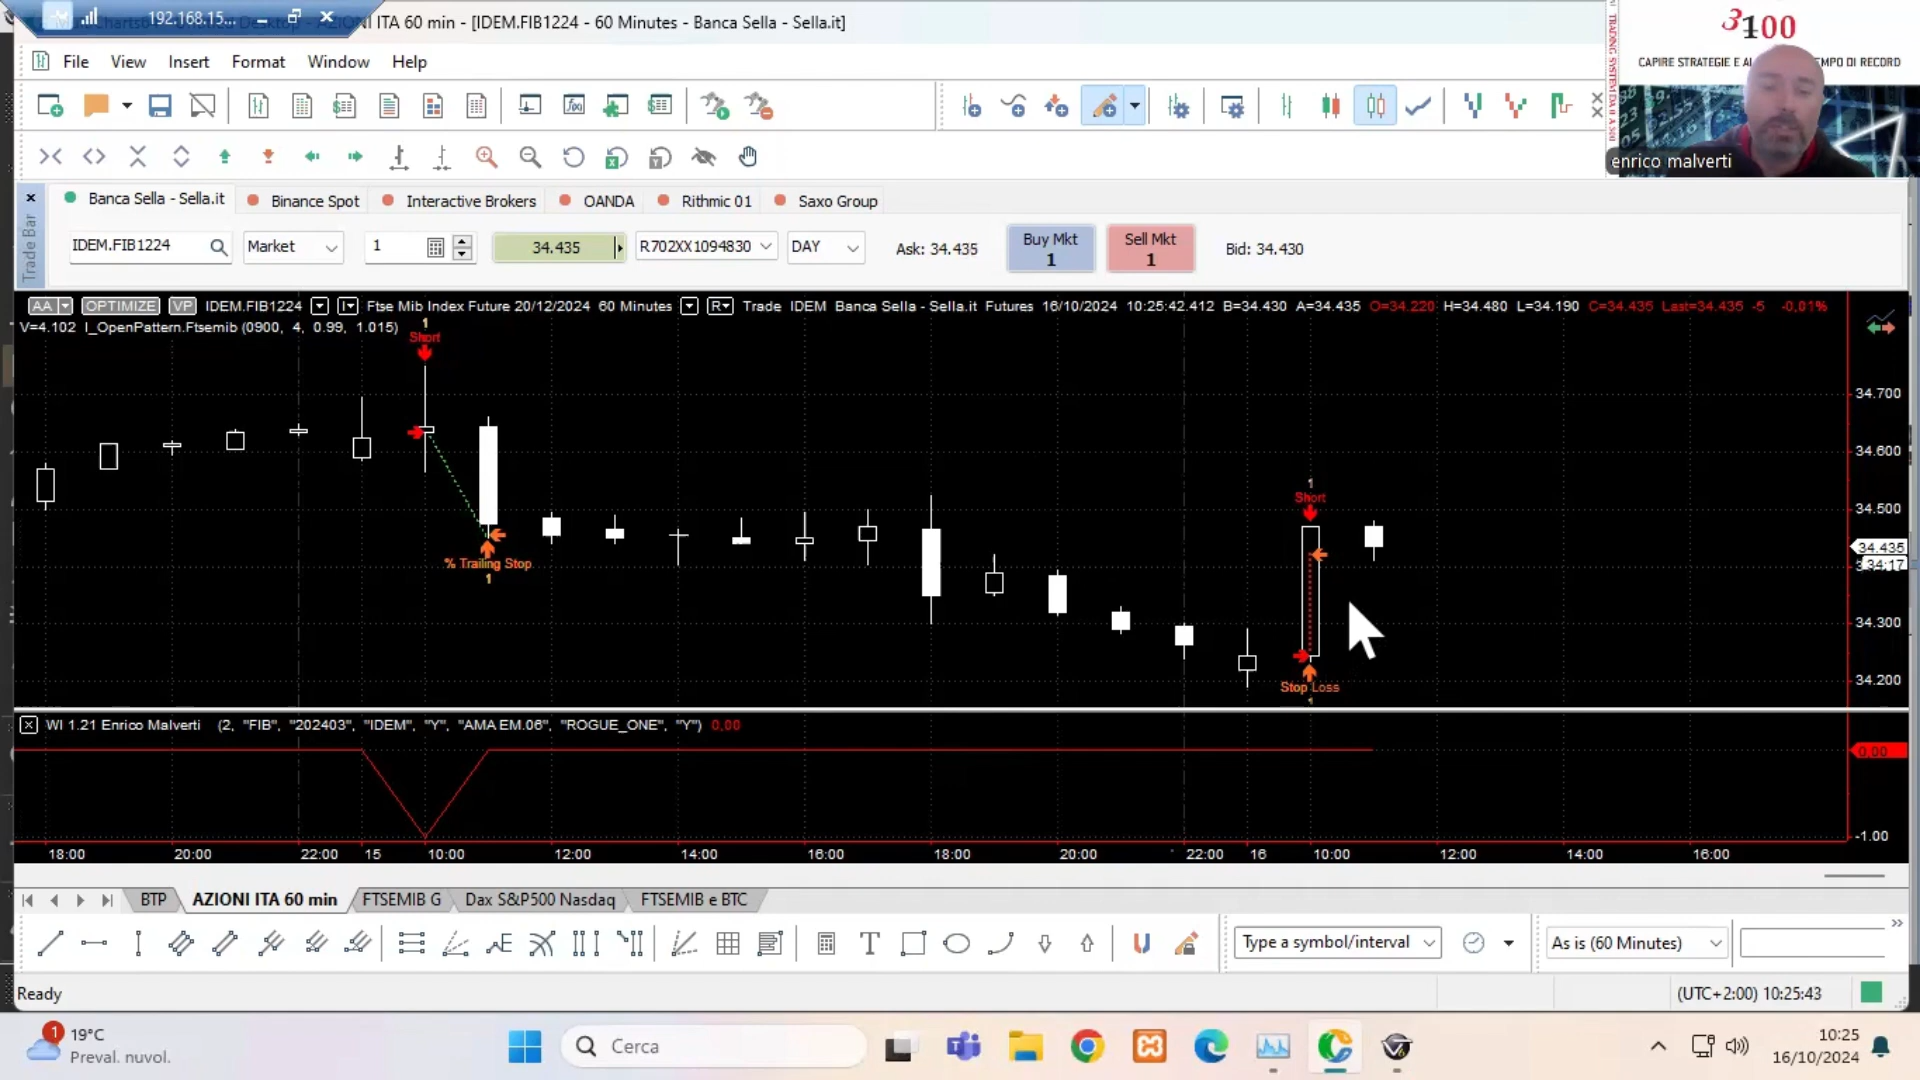 192.168.15...
AZIONI ITA 60 min - [IDEM.FIB1224 - 60 Minutes - Banca Sella - Sella.it]
3100
CAPIRE STRATEGIE E
MPO DI RECORD
enrico malverti
File View Insert Format Window Help
Banca Sella - Sella.it Binance Spot Interactive Brokers OANDA Rithmic 01 Saxo Group
Trade Bar
IDEM.FIB1224 Market 1 34.435 R702XX1094830 DAY Ask: 34.435 Buy Mkt 1 Sell Mkt 1 Bid: 34.430
AA OPTIMIZE VP IDEM.FIB1224 I Ftse Mib Index Future 20/12/2024 60 Minutes R Trade IDEM Banca Sella - Sella.it Futures 16/10/2024 10:25:42.412 B=34.430 A=34.435 O=34.220 H=34.480 L=34.190 C=34.435 Last=34.435 -5 -0,01%
V=4.102 I_OpenPattern.Ftsemib (0900, 4, 0.99, 1.015)
1
Short
% Trailing Stop
1
1
Short
Stop Loss
1
34.700
34.600
34.500
34.435
34.300
34.200
WI 1.21 Enrico Malverti (2, "FIB", "202403", "IDEM", "Y", "AMA EM.06", "ROGUE_ONE", "Y") 0,00
0.00
-1.00
18:00 20:00 22:00 15 10:00 12:00 14:00 16:00 18:00 20:00 22:00 16 10:00 12:00 14:00 16:00
BTP AZIONI ITA 60 min FTSEMIB G Dax S&P500 Nasdaq FTSEMIB e BTC
Type a symbol/interval As is (60 Minutes)
Ready
(UTC+2:00) 10:25:43
1
19°C
Preval. nuvol.
Cerca
10:25
16/10/2024